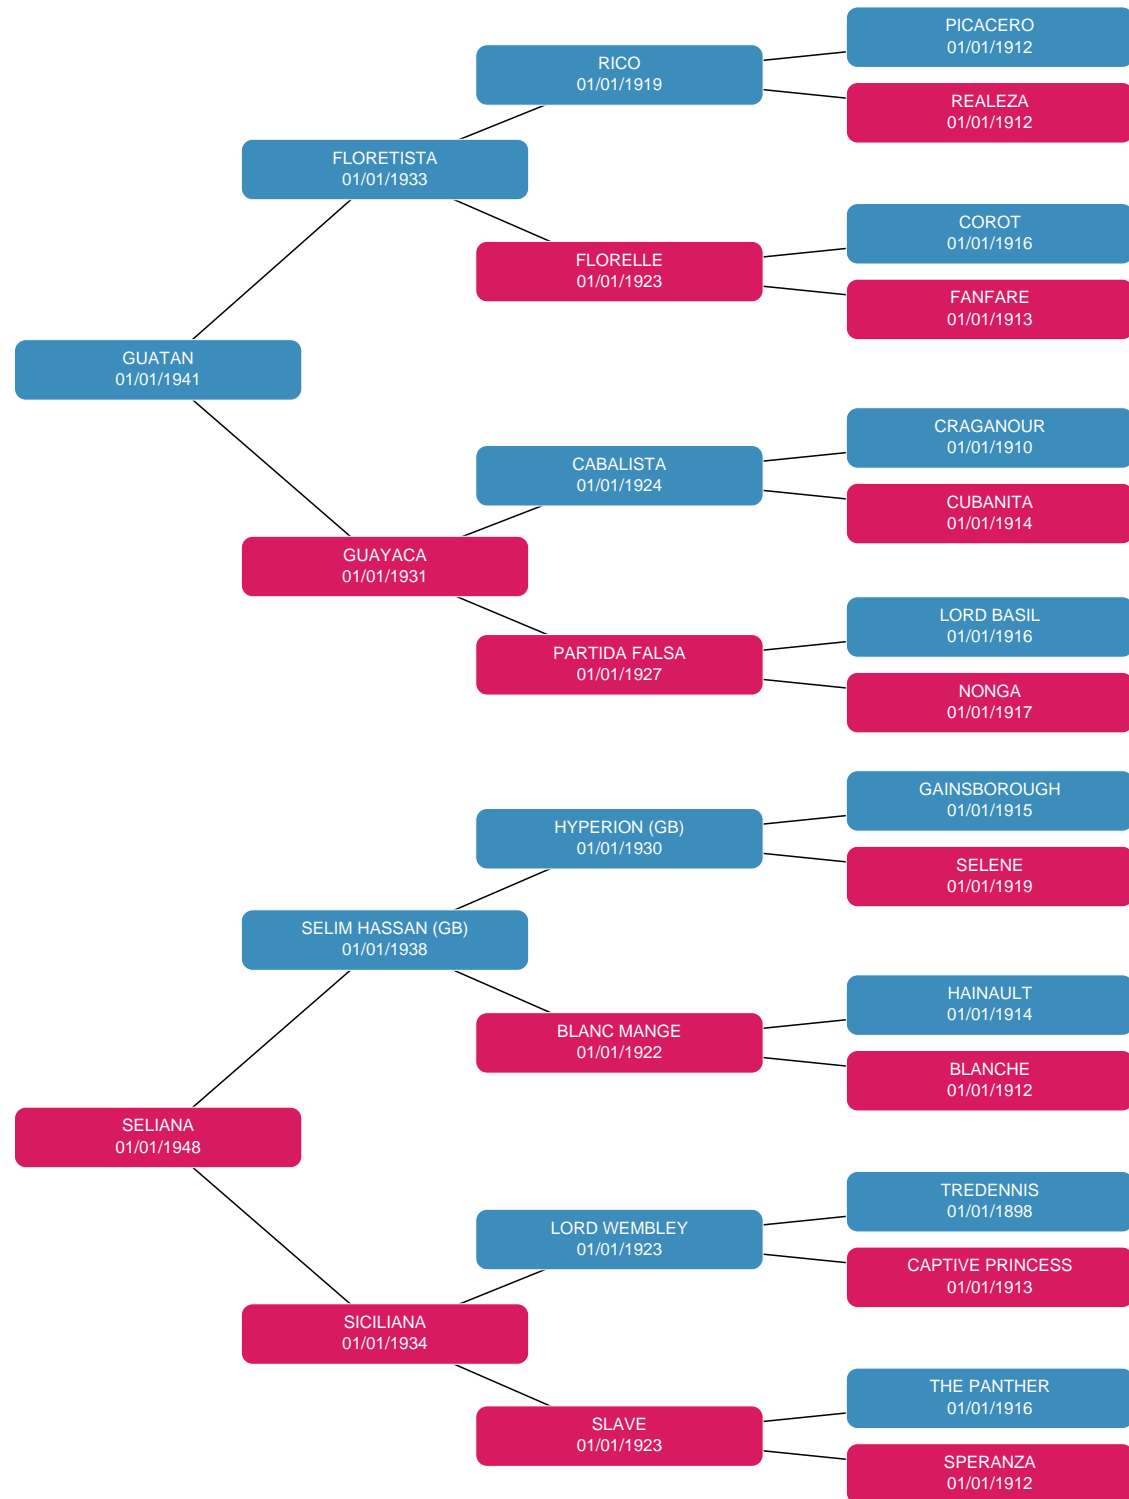 PICACERO
01/01/1912
RICO
01/01/1919
REALEZA
01/01/1912
FLORETISTA
01/01/1933
COROT
01/01/1916
FLORELLE
01/01/1923
FANFARE
01/01/1913
GUATAN
01/01/1941
CRAGANOUR
01/01/1910
CABALISTA
01/01/1924
CUBANITA
01/01/1914
GUAYACA
01/01/1931
LORD BASIL
01/01/1916
PARTIDA FALSA
01/01/1927
NONGA
01/01/1917
GAINSBOROUGH
01/01/1915
HYPERION (GB)
01/01/1930
SELENE
01/01/1919
SELIM HASSAN (GB)
01/01/1938
HAINAULT
01/01/1914
BLANC MANGE
01/01/1922
BLANCHE
01/01/1912
SELIANA
01/01/1948
TREDENNIS
01/01/1898
LORD WEMBLEY
01/01/1923
CAPTIVE PRINCESS
01/01/1913
SICILIANA
01/01/1934
THE PANTHER
01/01/1916
SLAVE
01/01/1923
SPERANZA
01/01/1912